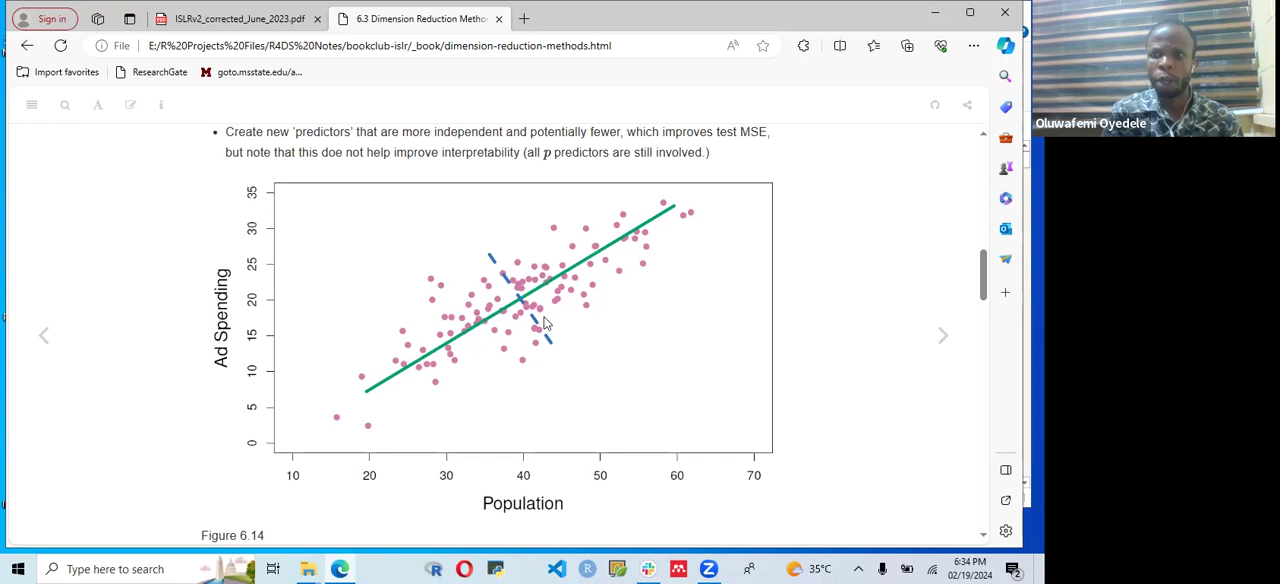 Sign in
ISLRv2_corrected_June_2023.pdf
6.3 Dimension Reduction Metho
File
E:/R%20Projects%20Files/R4DS%20Notes/bookclub-islr/_book/dimension-reduction-methods.html
Import favorites
ResearchGate
goto.msstate.edu/a...
Oluwafemi Oyedele
• Create new 'predictors' that are more independent and potentially fewer, which improves test MSE,
but note that this doe not help improve interpretability (all p predictors are still involved.)
35
30
25
20
15
10
5
0
Ad Spending
10 20 30 40 50 60 70
Population
Figure 6.14
Type here to search
35°C
6:34 PM
02/19/2024
2